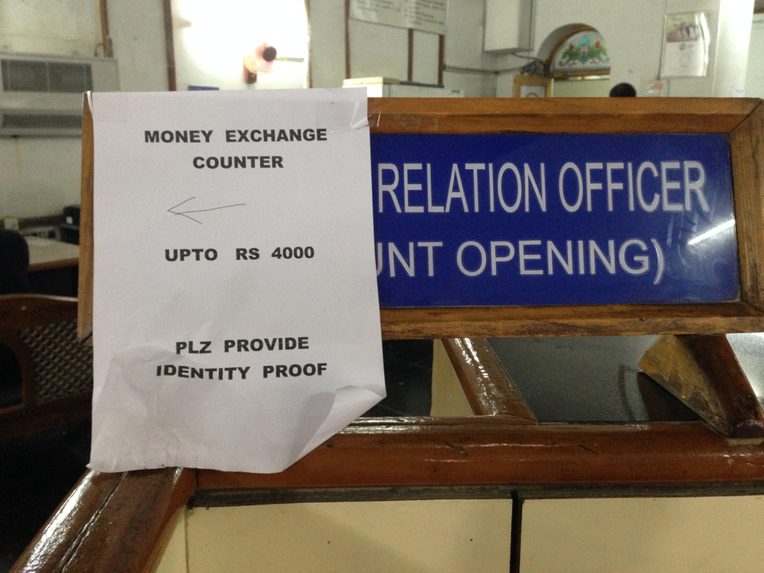 MONEY EXCHANGE
COUNTER
UPTO RS 4000
PLZ PROVIDE
IDENTITY PROOF
RELATION OFFICER
UNT OPENING)